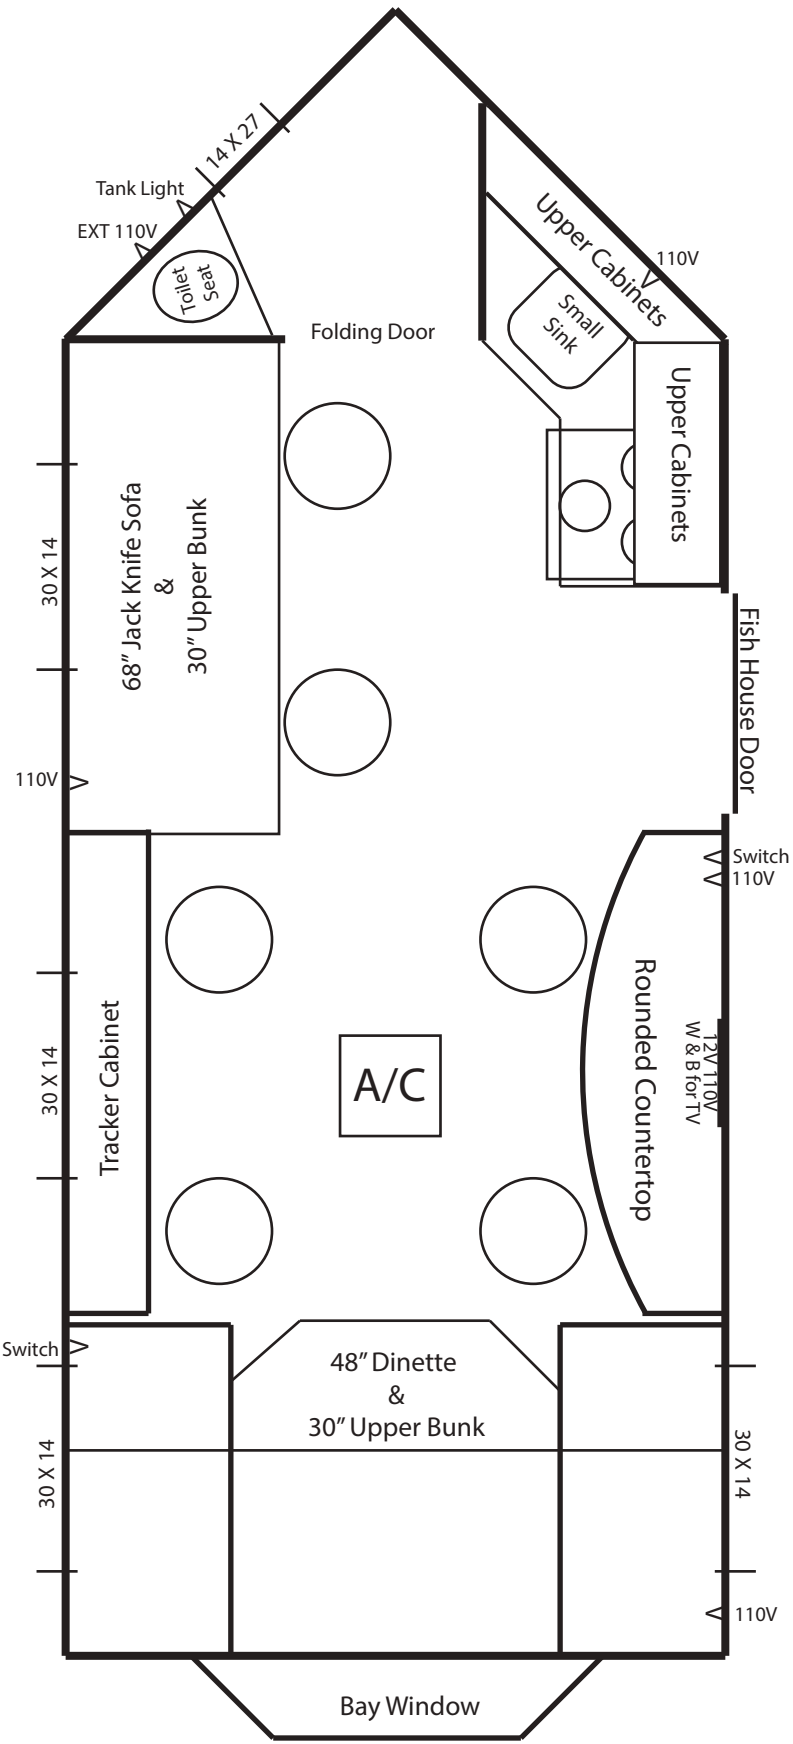 14 X 27
Tank Light
EXT 110V
Toilet
Seat
Upper Cabinets
110V
Small
Sink
Folding Door
Upper Cabinets
30 X 14
68” Jack Knife Sofa
&
30” Upper Bunk
Fish House Door
110V
Switch
110V
Tracker Cabinet
30 X 14
A/C
Rounded Countertop
12V 110V
W & B for TV
Switch
48” Dinette
&
30” Upper Bunk
30 X 14
30 X 14
110V
Bay Window